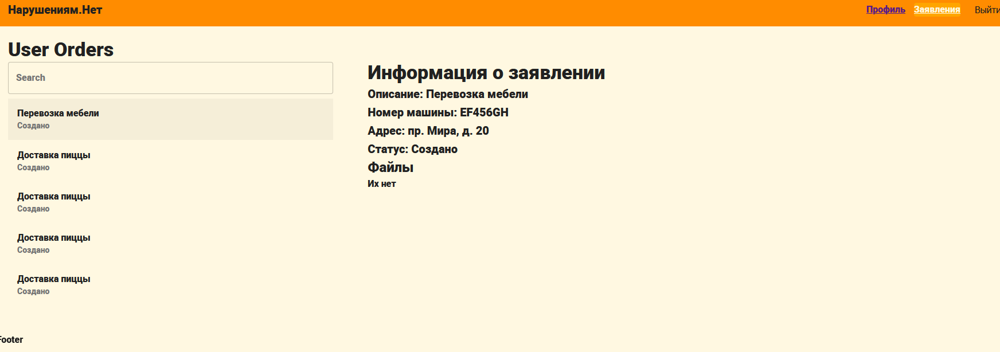 Нарушениям.Нет
Профиль Заявления Выйти
User Orders
Search
Перевозка мебели
Создано
Доставка пиццы
Создано
Доставка пиццы
Создано
Доставка пиццы
Создано
Доставка пиццы
Создано
Информация о заявлении
Описание: Перевозка мебели
Номер машины: EF456GH
Адрес: пр. Мира, д. 20
Статус: Создано
Файлы
Их нет
Footer